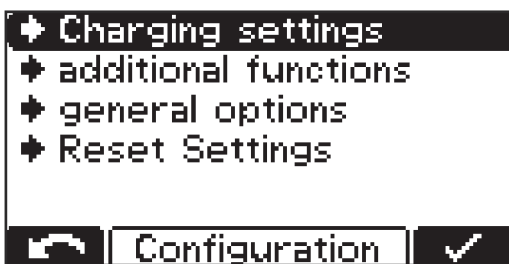 Charging settings
additional functions
general options
Reset Settings
Configuration